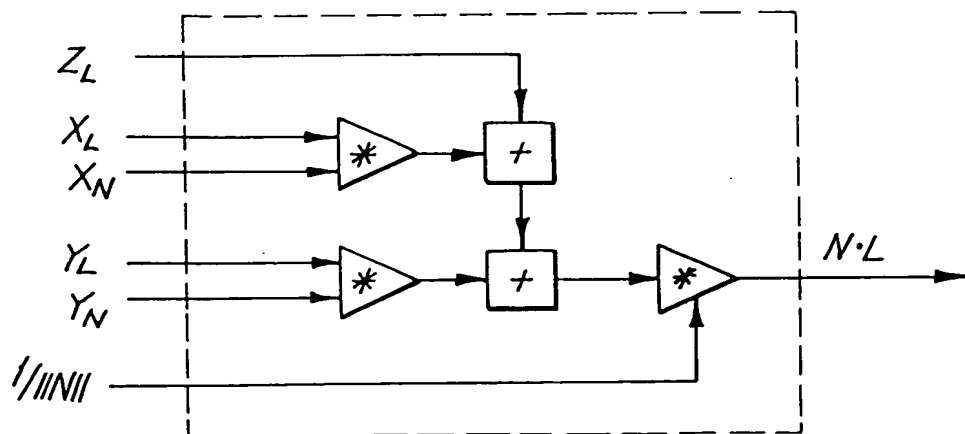 Z_L
X_L
*
+
X_N
Y_L
N·L
*
+
*
Y_N
1/||N||